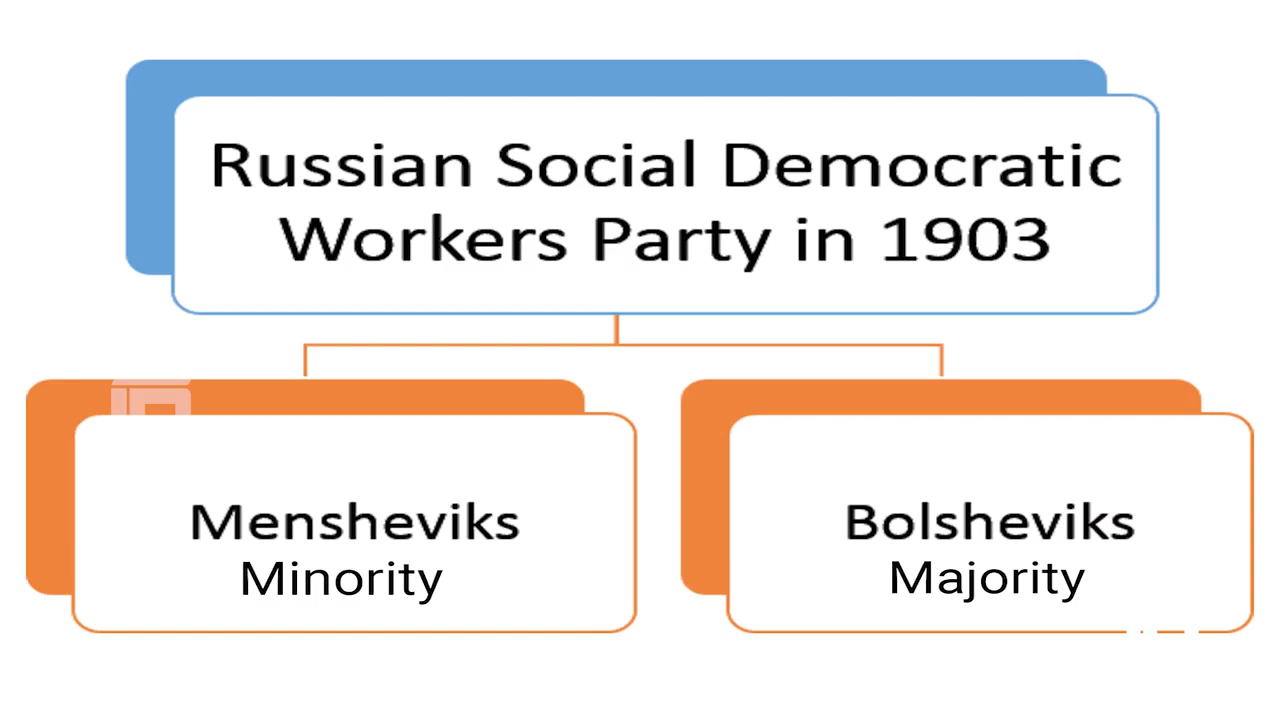 Russian Social Democratic
Workers Party in 1903
Mensheviks
Minority
Bolsheviks
Majority